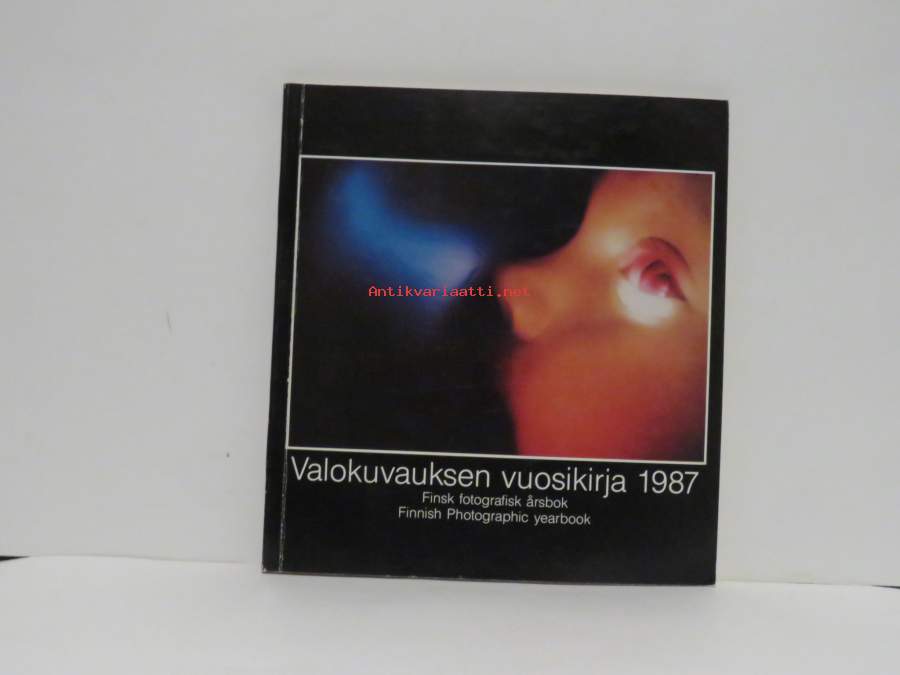 Antikvariaatti.net
Valokuvauksen vuosikirja 1987
Finsk fotografisk årsbok
Finnish Photographic yearbook